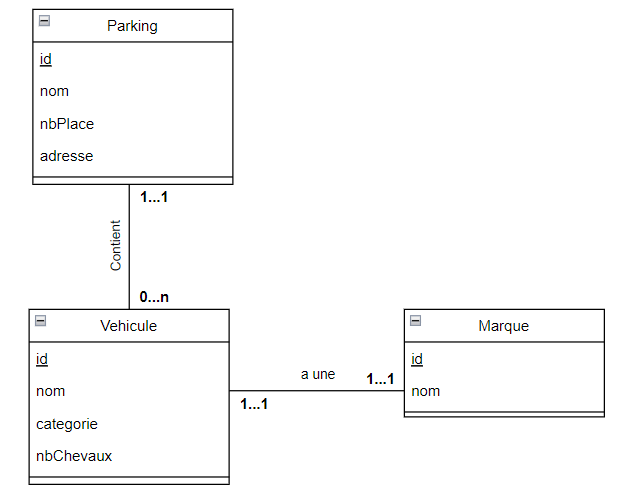 Parking
id
nom
nbPlace
adresse
1...1
Contient
0...n
Vehicule
id
nom
categorie
nbChevaux
a une
1...1
1...1
Marque
id
nom